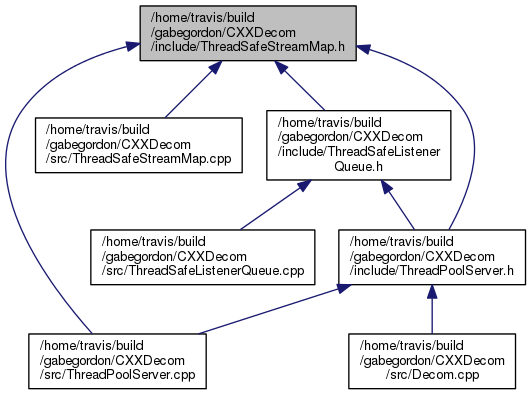 /home/travis/build
/gabegordon/CXXDecom
/include/ThreadSafeStreamMap.h
/home/travis/build
/gabegordon/CXXDecom
/src/ThreadSafeStreamMap.cpp
/home/travis/build
/gabegordon/CXXDecom
/include/ThreadSafeListener
Queue.h
/home/travis/build
/gabegordon/CXXDecom
/src/ThreadSafeListenerQueue.cpp
/home/travis/build
/gabegordon/CXXDecom
/include/ThreadPoolServer.h
/home/travis/build
/gabegordon/CXXDecom
/src/ThreadPoolServer.cpp
/home/travis/build
/gabegordon/CXXDecom
/src/Decom.cpp